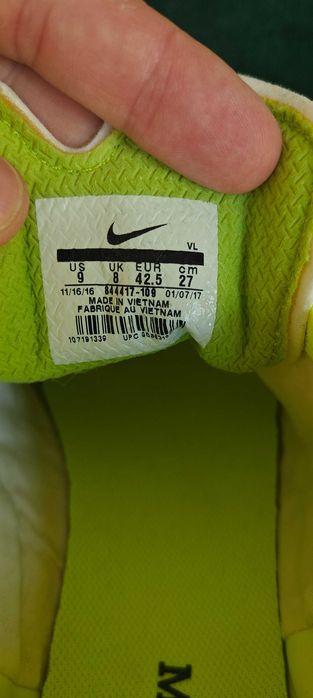 VL
US UK EUR cm
9 8 42.5 27
11/16/16 844417-109 01/07/17
MADE IN VIETNAM
FABRIQUE AU VIETNAM
107191339 UPC
M